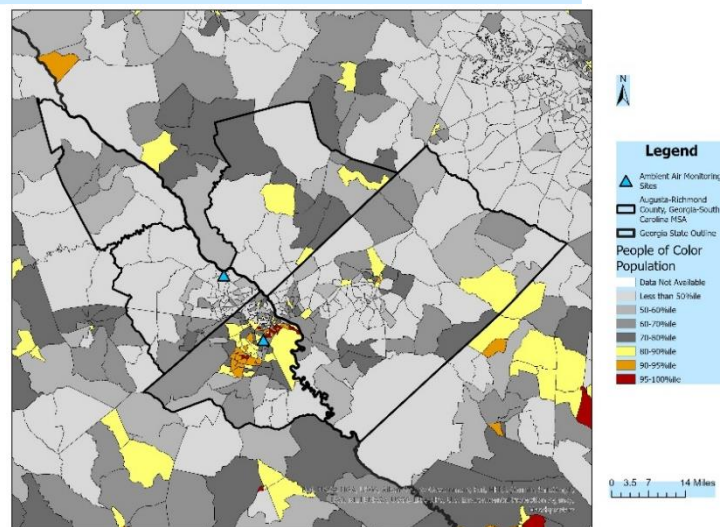 N
Legend
Ambient Air Monitoring
Sites
Augusta-Richmond
County, Georgia-South
Carolina MSA
Georgia State Outline
People of Color
Population
Data Not Available
Less than 50%ile
50-60%ile
60-70%ile
70-80%ile
80-90%ile
90-95%ile
95-100%ile
0 3.5 7 14 Miles